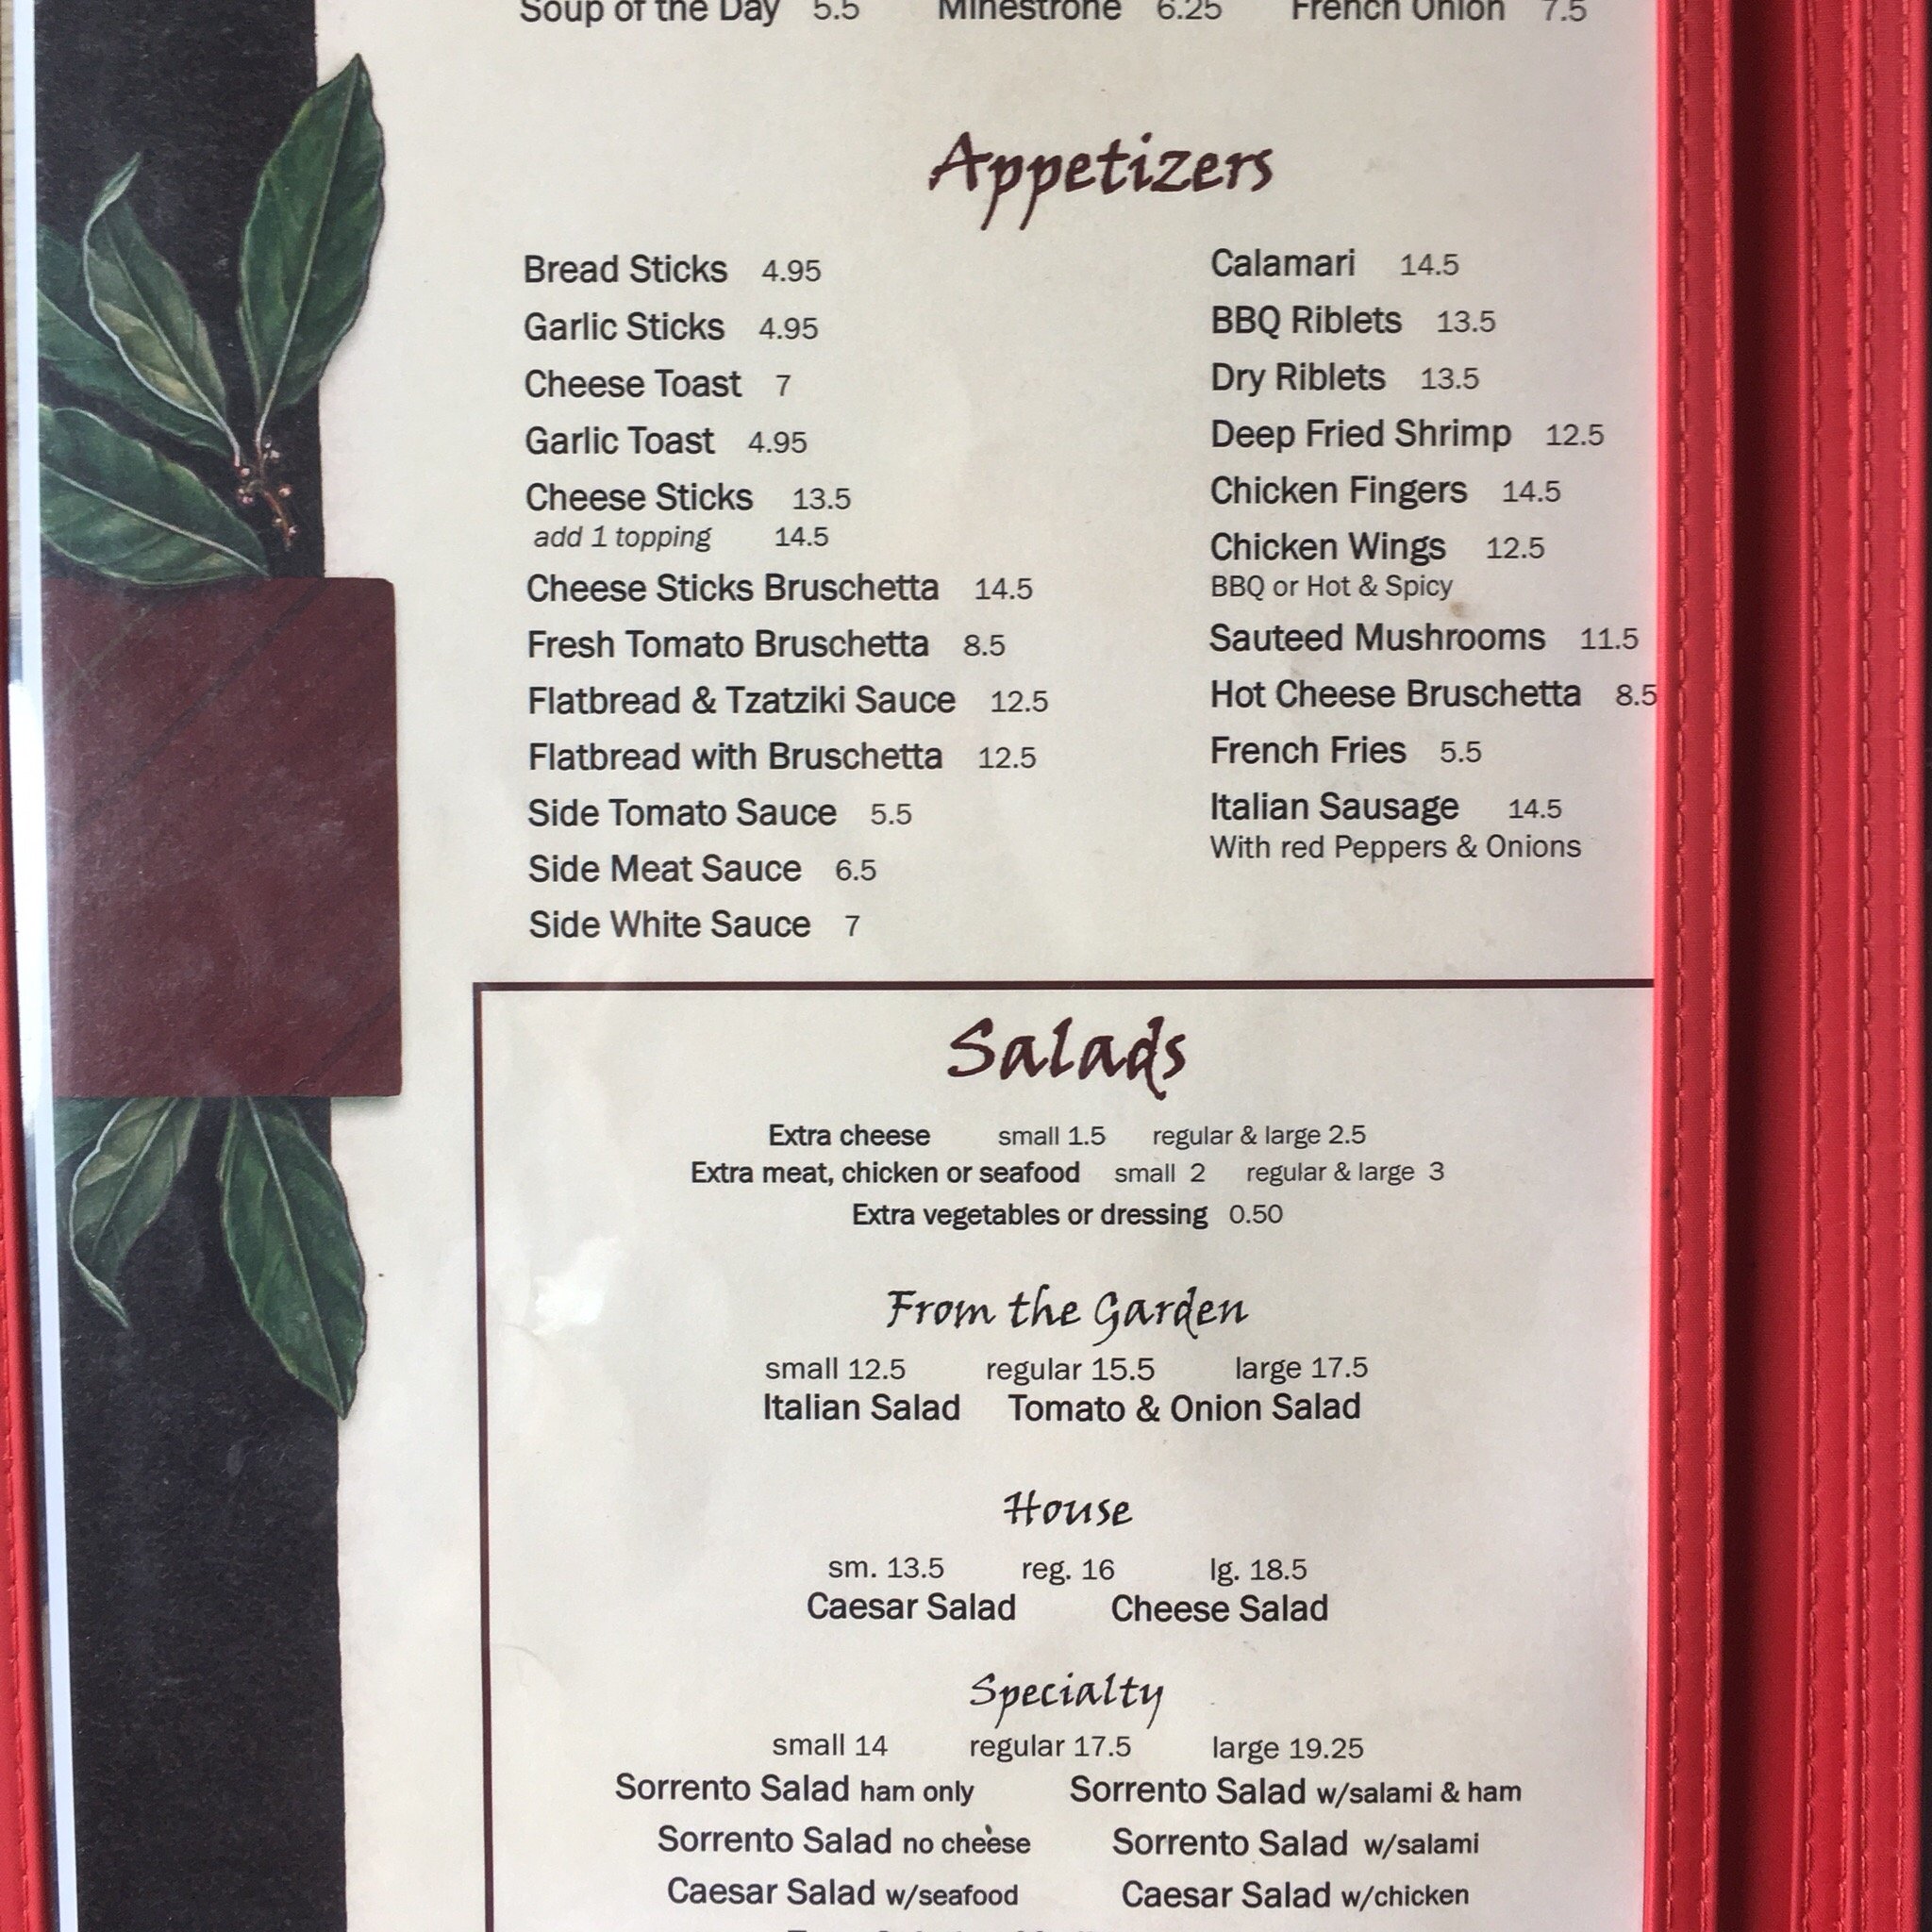 Soup of the Day 5.5 Minestrone 6.25 French Onion 7.5
Appetizers
Bread Sticks 4.95
Garlic Sticks 4.95
Cheese Toast 7
Garlic Toast 4.95
Cheese Sticks 13.5
add 1 topping 14.5
Cheese Sticks Bruschetta 14.5
Fresh Tomato Bruschetta 8.5
Flatbread & Tzatziki Sauce 12.5
Flatbread with Bruschetta 12.5
Side Tomato Sauce 5.5
Side Meat Sauce 6.5
Side White Sauce 7
Calamari 14.5
BBQ Riblets 13.5
Dry Riblets 13.5
Deep Fried Shrimp 12.5
Chicken Fingers 14.5
Chicken Wings 12.5
BBQ or Hot & Spicy
Sauteed Mushrooms 11.5
Hot Cheese Bruschetta 8.5
French Fries 5.5
Italian Sausage 14.5
With red Peppers & Onions
Salads
Extra cheese small 1.5 regular & large 2.5
Extra meat, chicken or seafood small 2 regular & large 3
Extra vegetables or dressing 0.50
From the Garden
small 12.5 regular 15.5 large 17.5
Italian Salad Tomato & Onion Salad
House
sm. 13.5 reg. 16 lg. 18.5
Caesar Salad Cheese Salad
Specialty
small 14 regular 17.5 large 19.25
Sorrento Salad ham only Sorrento Salad w/salami & ham
Sorrento Salad no cheese Sorrento Salad w/salami
Caesar Salad w/seafood Caesar Salad w/chicken